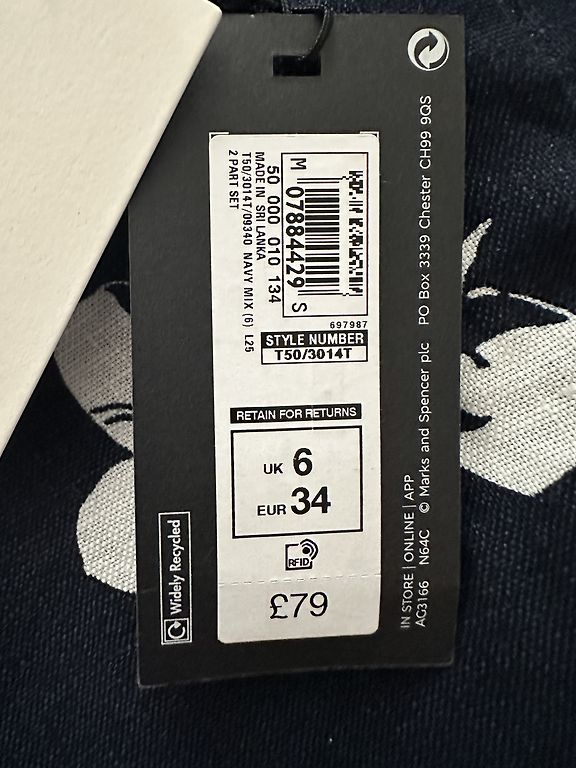 M 07884429 S
50 000 010 134
MADE IN SRI LANKA
T50/3014T/09340 NAVY MIX (6) L25
2 PART SET
697987
STYLE NUMBER
T50/3014T
RETAIN FOR RETURNS
UK 6
EUR 34
RFID
£79
Widely Recycled
IN STORE | ONLINE | APP
AG3166 N64C © Marks and Spencer plc PO Box 3339 Chester CH99 9QS